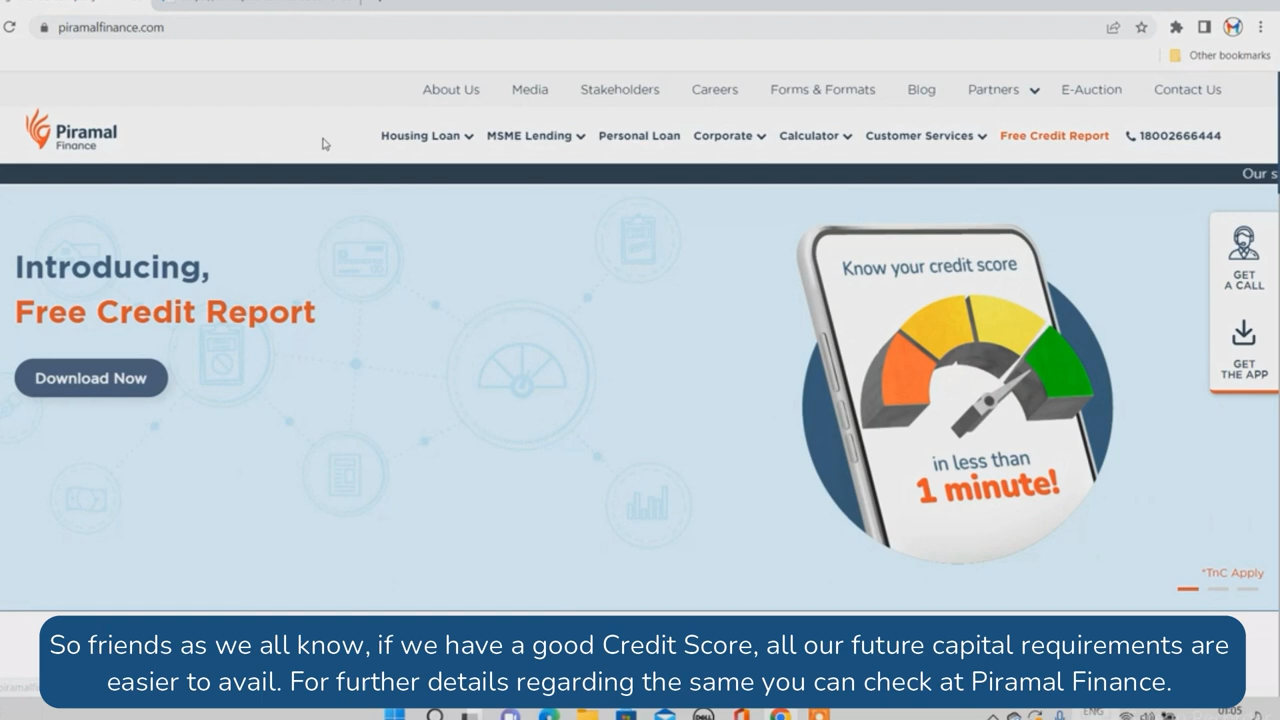 piramalfinance.com
Other bookmarks
About Us Media Stakeholders Careers Forms & Formats Blog Partners E-Auction Contact Us
Piramal
Finance
Housing Loan MSME Lending Personal Loan Corporate Calculator Customer Services Free Credit Report 18002666444
Our s
Introducing,
Free Credit Report
Download Now
Know your credit score
in less than
1 minute!
GET
A CALL
GET
THE APP
*TnC Apply
So friends as we all know, if we have a good Credit Score, all our future capital requirements are
easier to avail. For further details regarding the same you can check at Piramal Finance.
DELL
ENG
01:05